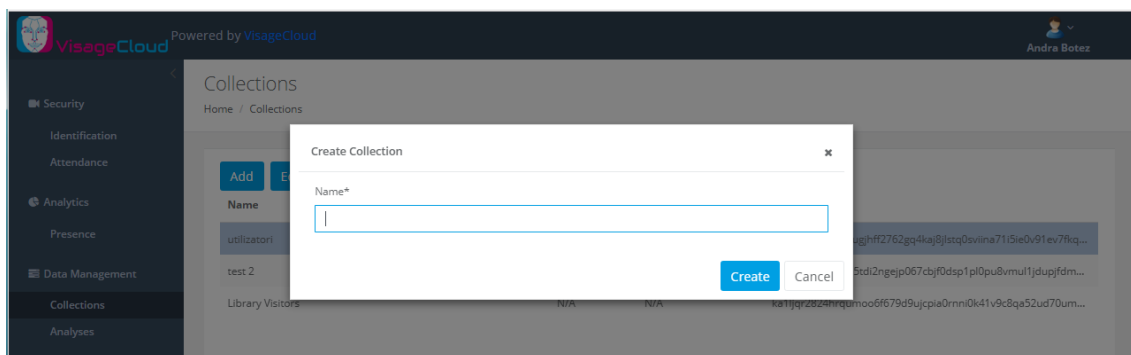 VisageCloud
Powered by VisageCloud
Andra Botez
Security
Identification
Attendance
Analytics
Presence
Data Management
Collections
Analyses
Collections
Home / Collections
Add
Name
utilizatori
test 2
Library Visitors N/A N/A ka1ljqr2824hrqumoo6f679d9ujcpia0rnni0k41v9c8qa52ud70um...
Create Collection
Name*
Create Cancel